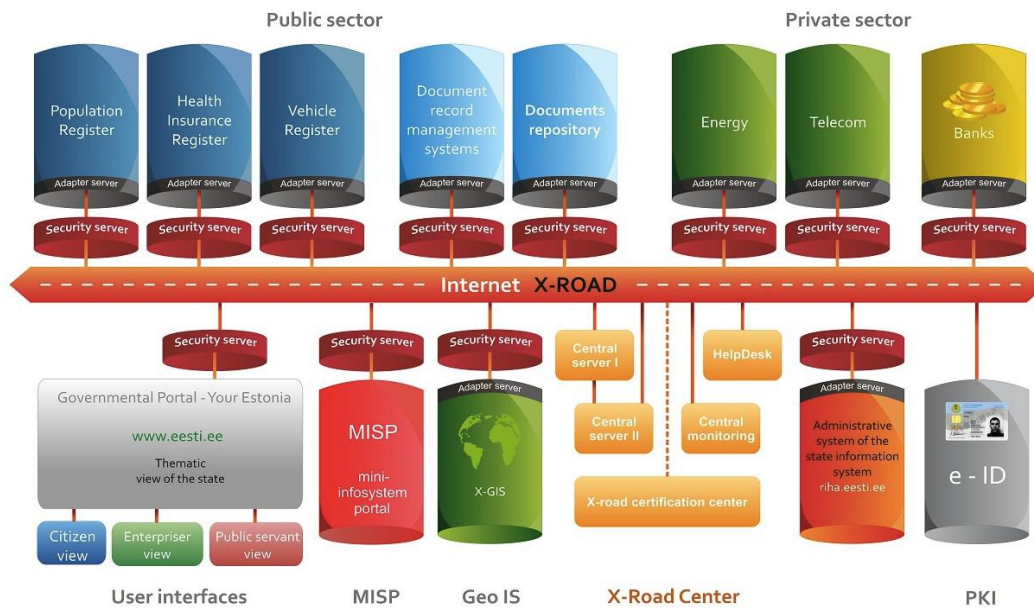 Public sector
Private sector
Population
Register
Health
Insurance
Register
Vehicle
Register
Document
record
management
systems
Documents
repository
Energy
Telecom
Banks
Adapter server
Adapter server
Adapter server
Adapter server
Adapter server
Adapter server
Adapter server
Adapter server
Security server
Security server
Security server
Security server
Security server
Security server
Security server
Security server
Internet X-ROAD
Security server
Security server
Security server
Security server
Governmental Portal - Your Estonia
www.eesti.ee
Thematic
view of the state
Citizen
view
Enterpriser
view
Public servant
view
MISP
mini-
infosystem
portal
Adapter server
X-GIS
Central
server I
Central
server II
HelpDesk
Central
monitoring
X-road certification center
Adapter server
Administrative
system of the
state information
system
riha.eesti.ee
e - ID
User interfaces
MISP
Geo IS
X-Road Center
PKI